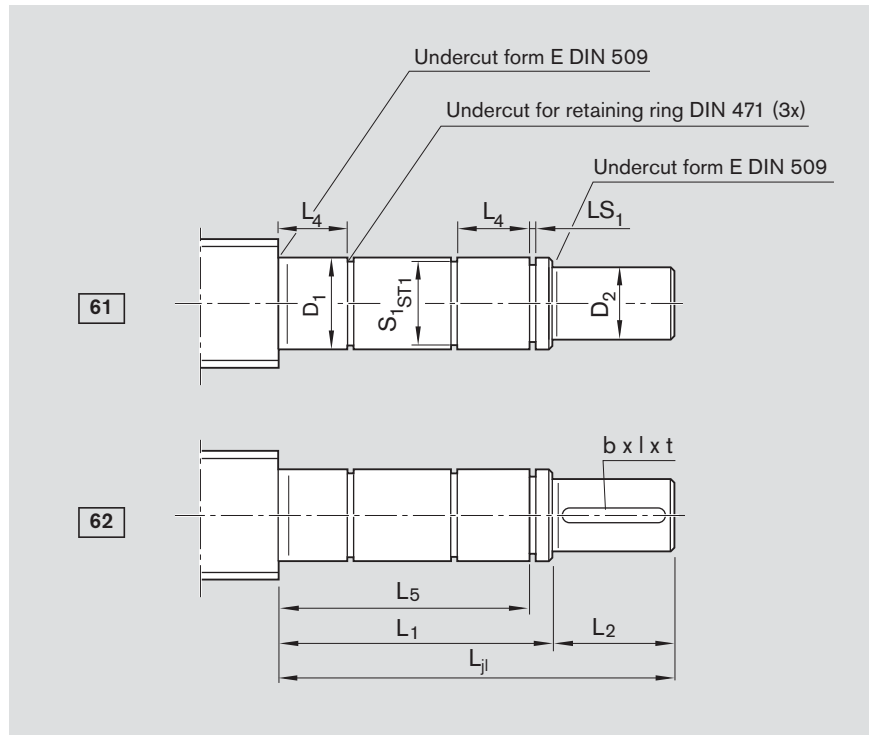 Undercut form E DIN 509
Undercut for retaining ring DIN 471 (3x)
Undercut form E DIN 509
L4 L4 LS1
61 D1 S1ST1 D2
b x l x t
62
L5
L1 L2
Ljl